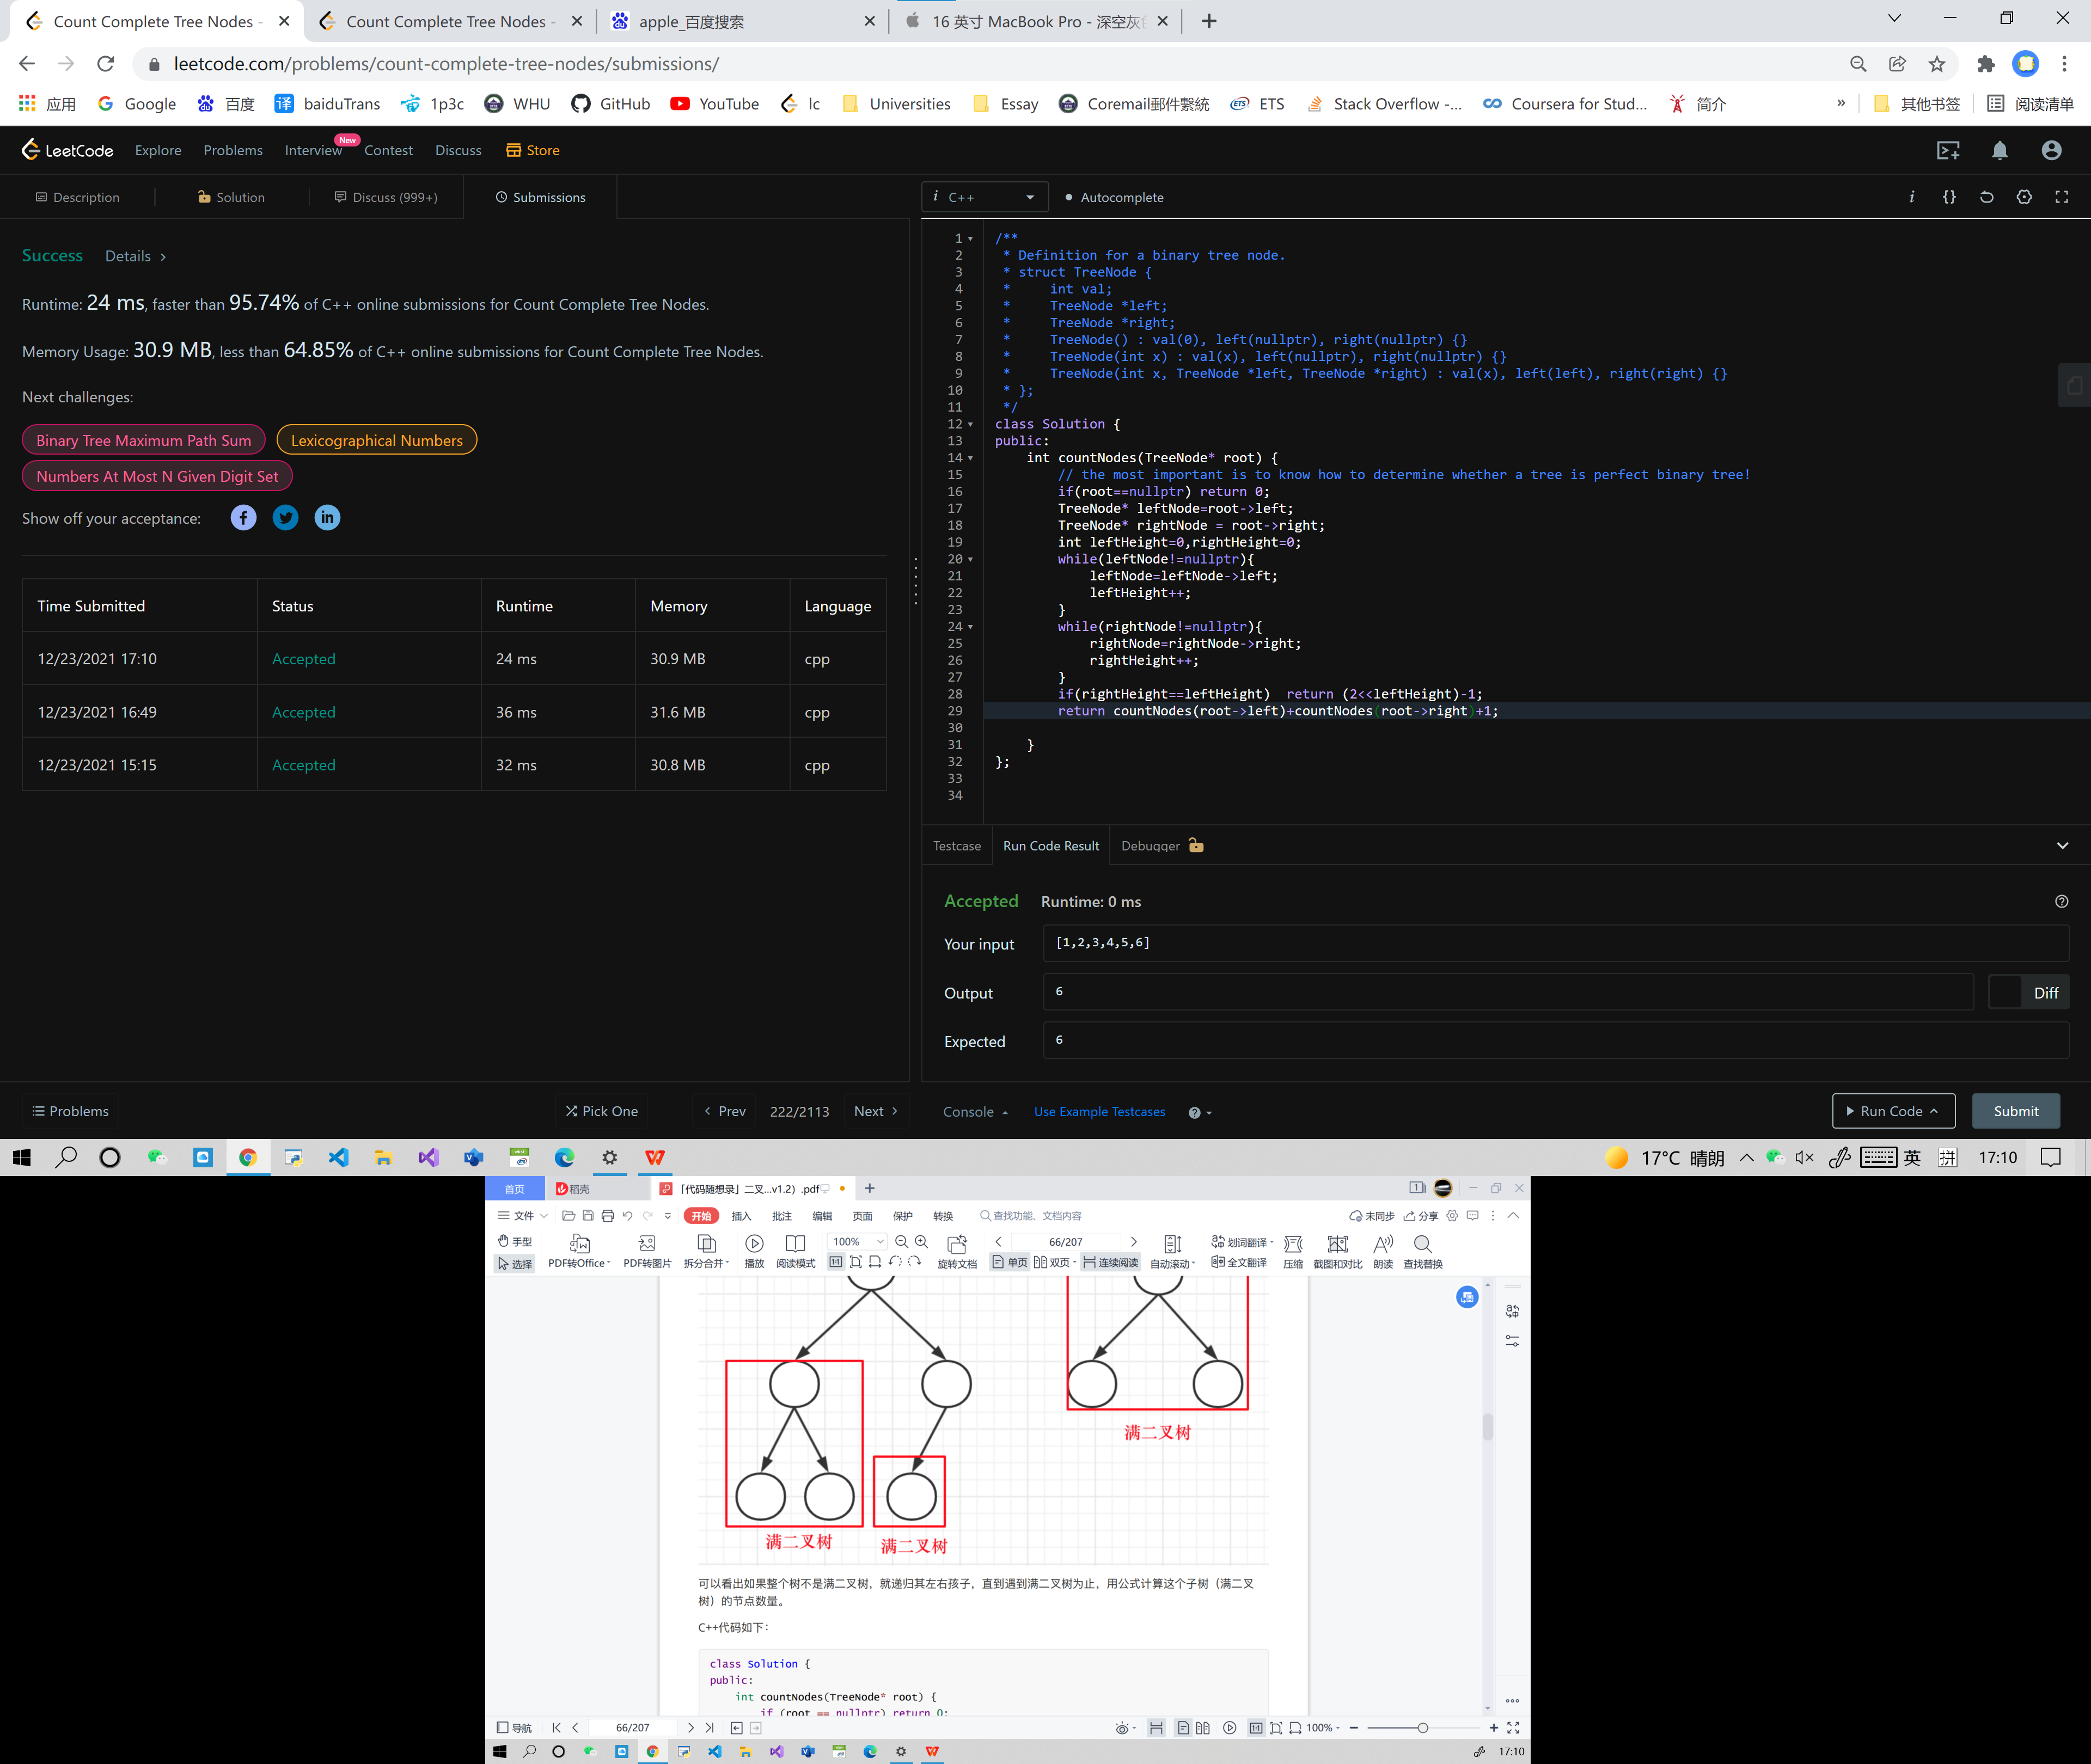 Count Complete Tree Nodes -
Count Complete Tree Nodes -
apple_百度搜索
16 英寸 MacBook Pro - 深空灰
leetcode.com/problems/count-complete-tree-nodes/submissions/
应用 Google 百度 译 baiduTrans 1p3c WHU GitHub YouTube lc Universities Essay Coremail郵件繫統 ETS Stack Overflow -... Coursera for Stud... 简介 » 其他书签 阅读清单
LeetCode Explore Problems Interview New Contest Discuss Store
Description Solution Discuss (999+) Submissions
i C++ Autocomplete
Success Details >
Runtime: 24 ms, faster than 95.74% of C++ online submissions for Count Complete Tree Nodes.
Memory Usage: 30.9 MB, less than 64.85% of C++ online submissions for Count Complete Tree Nodes.
Next challenges:
Binary Tree Maximum Path Sum Lexicographical Numbers
Numbers At Most N Given Digit Set
Show off your acceptance:
Time Submitted Status Runtime Memory Language
12/23/2021 17:10 Accepted 24 ms 30.9 MB cpp
12/23/2021 16:49 Accepted 36 ms 31.6 MB cpp
12/23/2021 15:15 Accepted 32 ms 30.8 MB cpp
1 /**
2 * Definition for a binary tree node.
3 * struct TreeNode {
4 * int val;
5 * TreeNode *left;
6 * TreeNode *right;
7 * TreeNode() : val(0), left(nullptr), right(nullptr) {}
8 * TreeNode(int x) : val(x), left(nullptr), right(nullptr) {}
9 * TreeNode(int x, TreeNode *left, TreeNode *right) : val(x), left(left), right(right) {}
10 * };
11 */
12 class Solution {
13 public:
14 int countNodes(TreeNode* root) {
15 // the most important is to know how to determine whether a tree is perfect binary tree!
16 if(root==nullptr) return 0;
17 TreeNode* leftNode=root->left;
18 TreeNode* rightNode = root->right;
19 int leftHeight=0,rightHeight=0;
20 while(leftNode!=nullptr){
21 leftNode=leftNode->left;
22 leftHeight++;
23 }
24 while(rightNode!=nullptr){
25 rightNode=rightNode->right;
26 rightHeight++;
27 }
28 if(rightHeight==leftHeight) return (2<<leftHeight)-1;
29 return countNodes(root->left)+countNodes(root->right)+1;
30
31 }
32 };
33
34
Testcase Run Code Result Debugger
Accepted Runtime: 0 ms
Your input [1,2,3,4,5,6]
Output 6 Diff
Expected 6
Problems Pick One Prev 222/2113 Next Console Use Example Testcases Run Code Submit
17°C 晴朗 英 拼 17:10
首页 稻壳 「代码随想录」二叉...v1.2）.pdf
文件 开始 插入 批注 编辑 页面 保护 转换 查找功能、文档内容 未同步 分享
手型 100% 66/207 划词翻译
选择 PDF转Office PDF转图片 拆分合并 播放 阅读模式 旋转文档 单页 双页 连续阅读 自动滚动 全文翻译 压缩 截图和对比 朗读 查找替换
满二叉树
满二叉树
满二叉树
可以看出如果整个树不是满二叉树，就递归其左右孩子，直到遇到满二叉树为止，用公式计算这个子树（满二叉
树）的节点数量。
C++代码如下：
class Solution {
public:
int countNodes(TreeNode* root) {
if (root == nullptr) return 0;
导航 66/207 100%
17:10